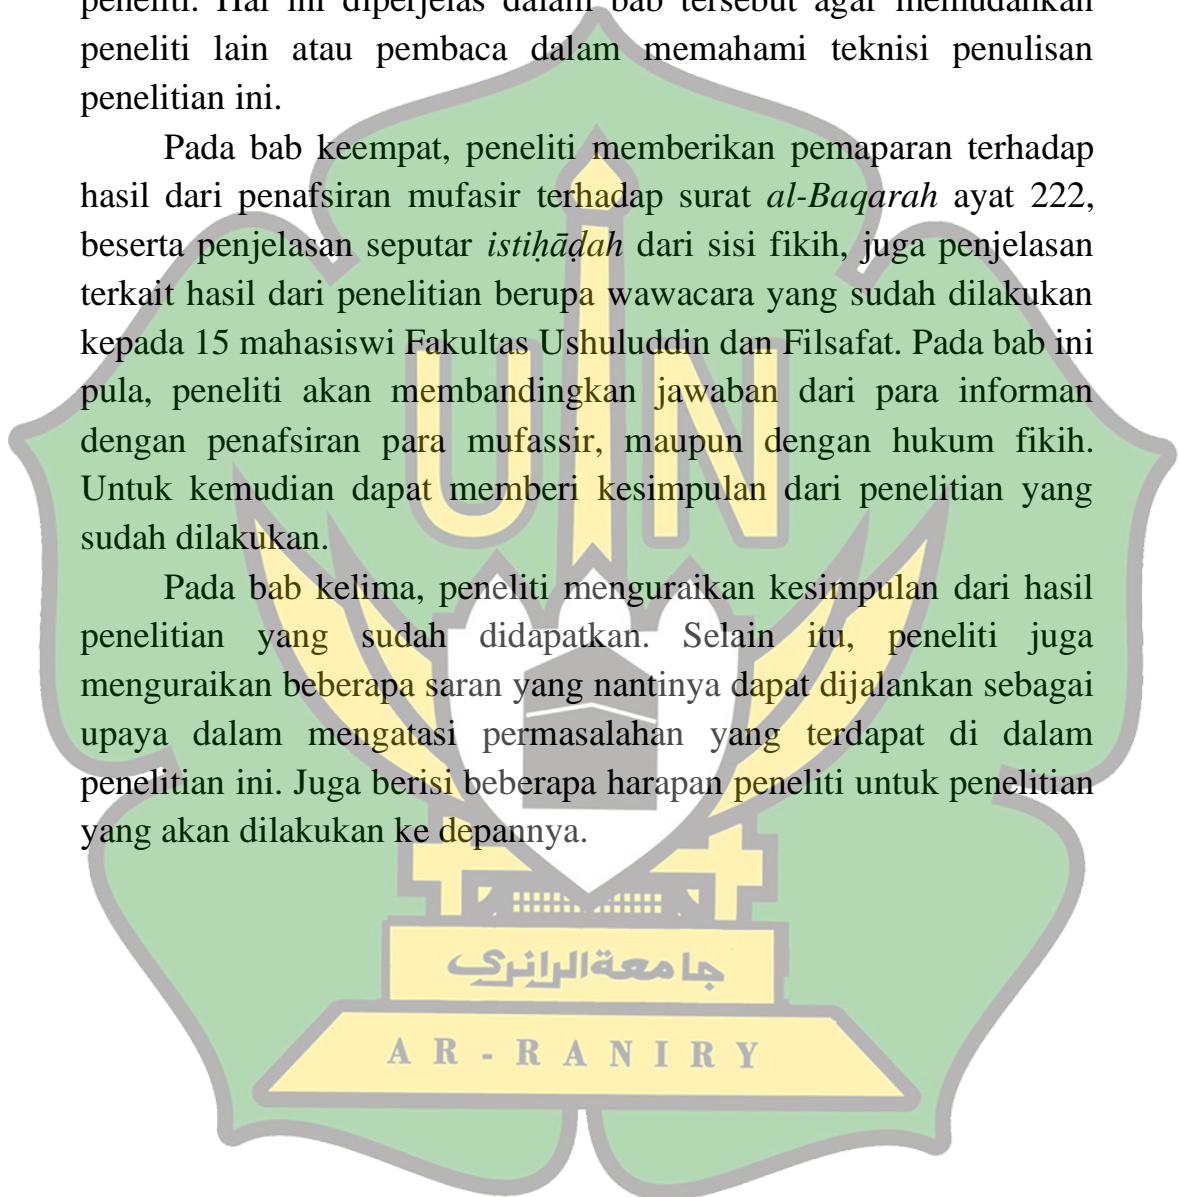 peneliti. Hal ini diperjelas dalam bab tersebut agar memudahkan
peneliti lain atau pembaca dalam memahami teknisi penulisan
penelitian ini.
Pada bab keempat, peneliti memberikan pemaparan terhadap
hasil dari penafsiran mufasir terhadap surat al-Baqarah ayat 222,
beserta penjelasan seputar istiḥāḍah dari sisi fikih, juga penjelasan
terkait hasil dari penelitian berupa wawacara yang sudah dilakukan
kepada 15 mahasiswi Fakultas Ushuluddin dan Filsafat. Pada bab ini
pula, peneliti akan membandingkan jawaban dari para informan
dengan penafsiran para mufassir, maupun dengan hukum fikih.
Untuk kemudian dapat memberi kesimpulan dari penelitian yang
sudah dilakukan.
Pada bab kelima, peneliti menguraikan kesimpulan dari hasil
penelitian yang sudah didapatkan. Selain itu, peneliti juga
menguraikan beberapa saran yang nantinya dapat dijalankan sebagai
upaya dalam mengatasi permasalahan yang terdapat di dalam
penelitian ini. Juga berisi beberapa harapan peneliti untuk penelitian
yang akan dilakukan ke depannya.
UIN
جامعة الرانري
AR-RANIRY